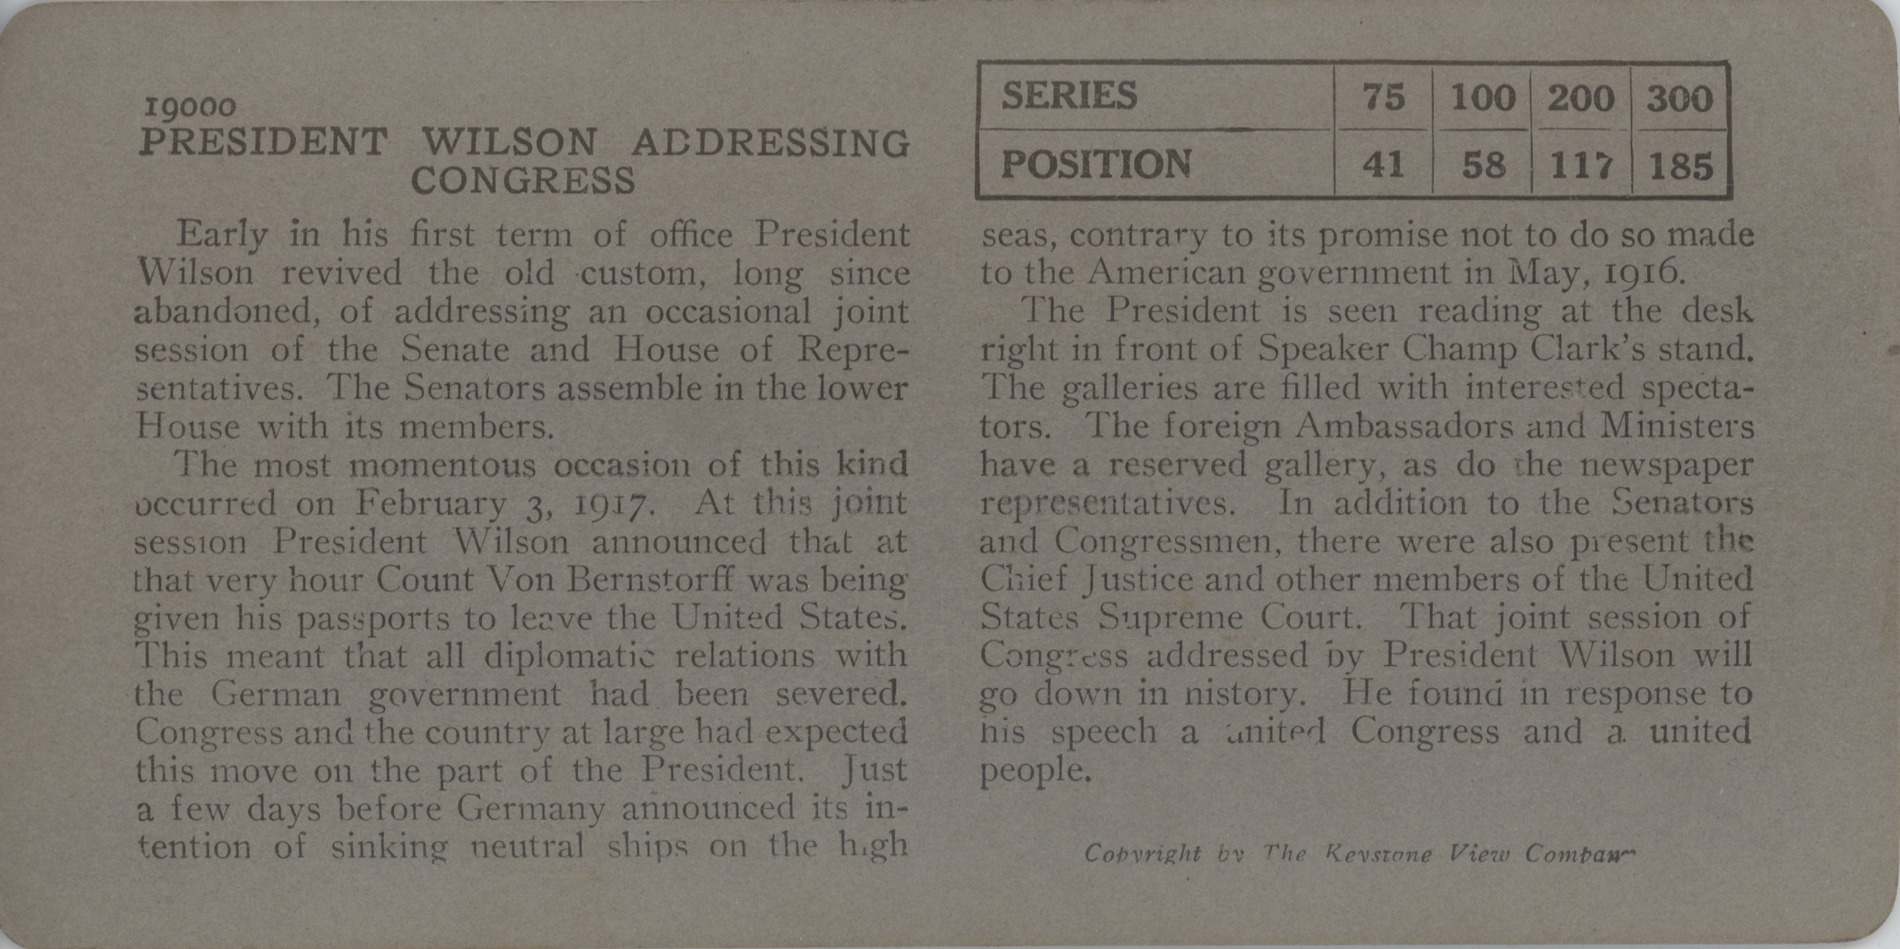 19000
PRESIDENT WILSON ADDRESSING
CONGRESS
Early in his first term of office President
Wilson revived the old custom, long since
abandoned, of addressing an occasional joint
session of the Senate and House of Repre-
sentatives. The Senators assemble in the lower
House with its members.
The most momentous occasion of this kind
occurred on February 3, 1917. At this joint
session President Wilson announced that at
that very hour Count Von Bernstorff was being
given his passports to leave the United States.
This meant that all diplomatic relations with
the German government had been severed.
Congress and the country at large had expected
this move on the part of the President. Just
a few days before Germany announced its in-
tention of sinking neutral ships on the high
SERIES 75 100 200 300
POSITION 41 58 117 185
seas, contrary to its promise not to do so made
to the American government in May, 1916.
The President is seen reading at the desk
right in front of Speaker Champ Clark's stand.
The galleries are filled with interested specta-
tors. The foreign Ambassadors and Ministers
have a reserved gallery, as do the newspaper
representatives. In addition to the Senators
and Congressmen, there were also present the
Chief Justice and other members of the United
States Supreme Court. That joint session of
Congress addressed by President Wilson will
go down in history. He found in response to
his speech a united Congress and a united
people.
Copyright by The Keystone View Company